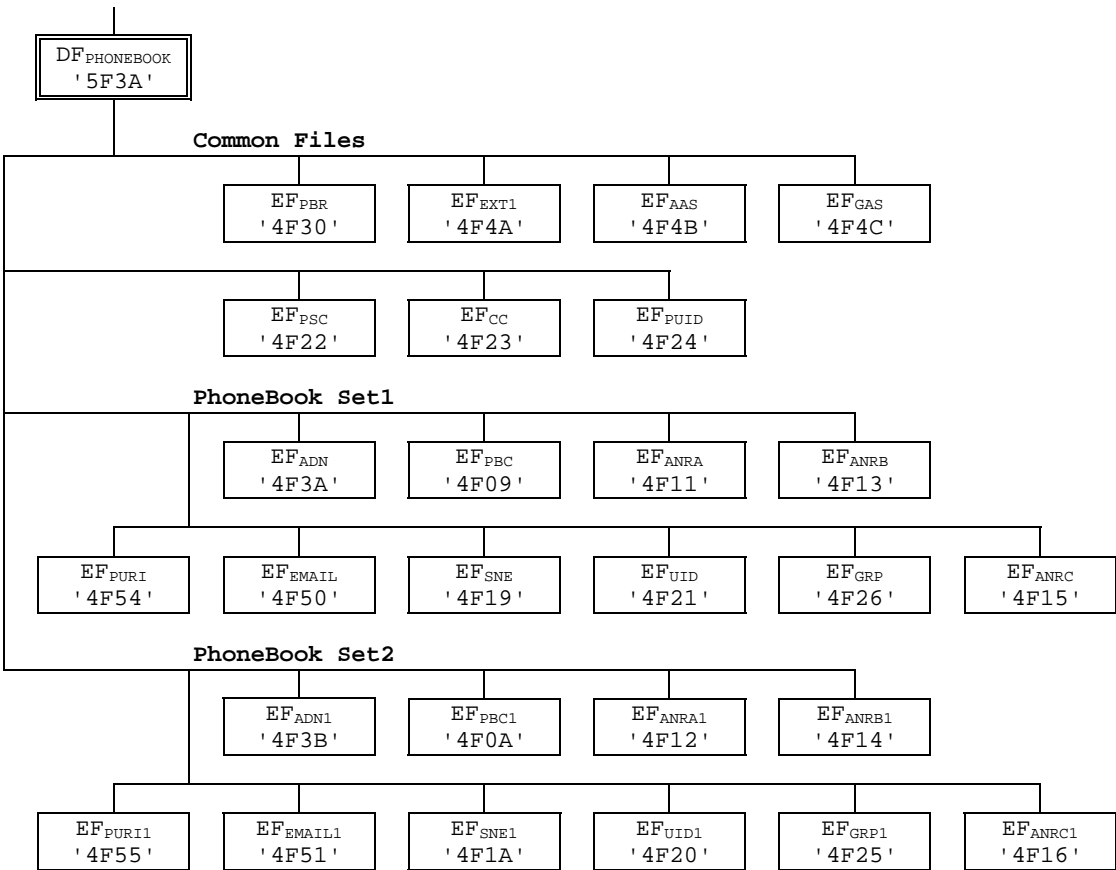 DFPHONEBOOK
'5F3A'
Common Files
EFPBR EFEXT1 EFAAS EFGAS
'4F30' '4F4A' '4F4B' '4F4C'
EFPSC EFCC EFPUID
'4F22' '4F23' '4F24'
PhoneBook Set1
EFADN EFPBC EFANRA EFANRB
'4F3A' '4F09' '4F11' '4F13'
EFPURI EFEMAIL EFSNE EFUID EFGRP EFANRC
'4F54' '4F50' '4F19' '4F21' '4F26' '4F15'
PhoneBook Set2
EFADN1 EFPBC1 EFANRA1 EFANRB1
'4F3B' '4F0A' '4F12' '4F14'
EFPURI1 EFEMAIL1 EFSNE1 EFUID1 EFGRP1 EFANRC1
'4F55' '4F51' '4F1A' '4F20' '4F25' '4F16'